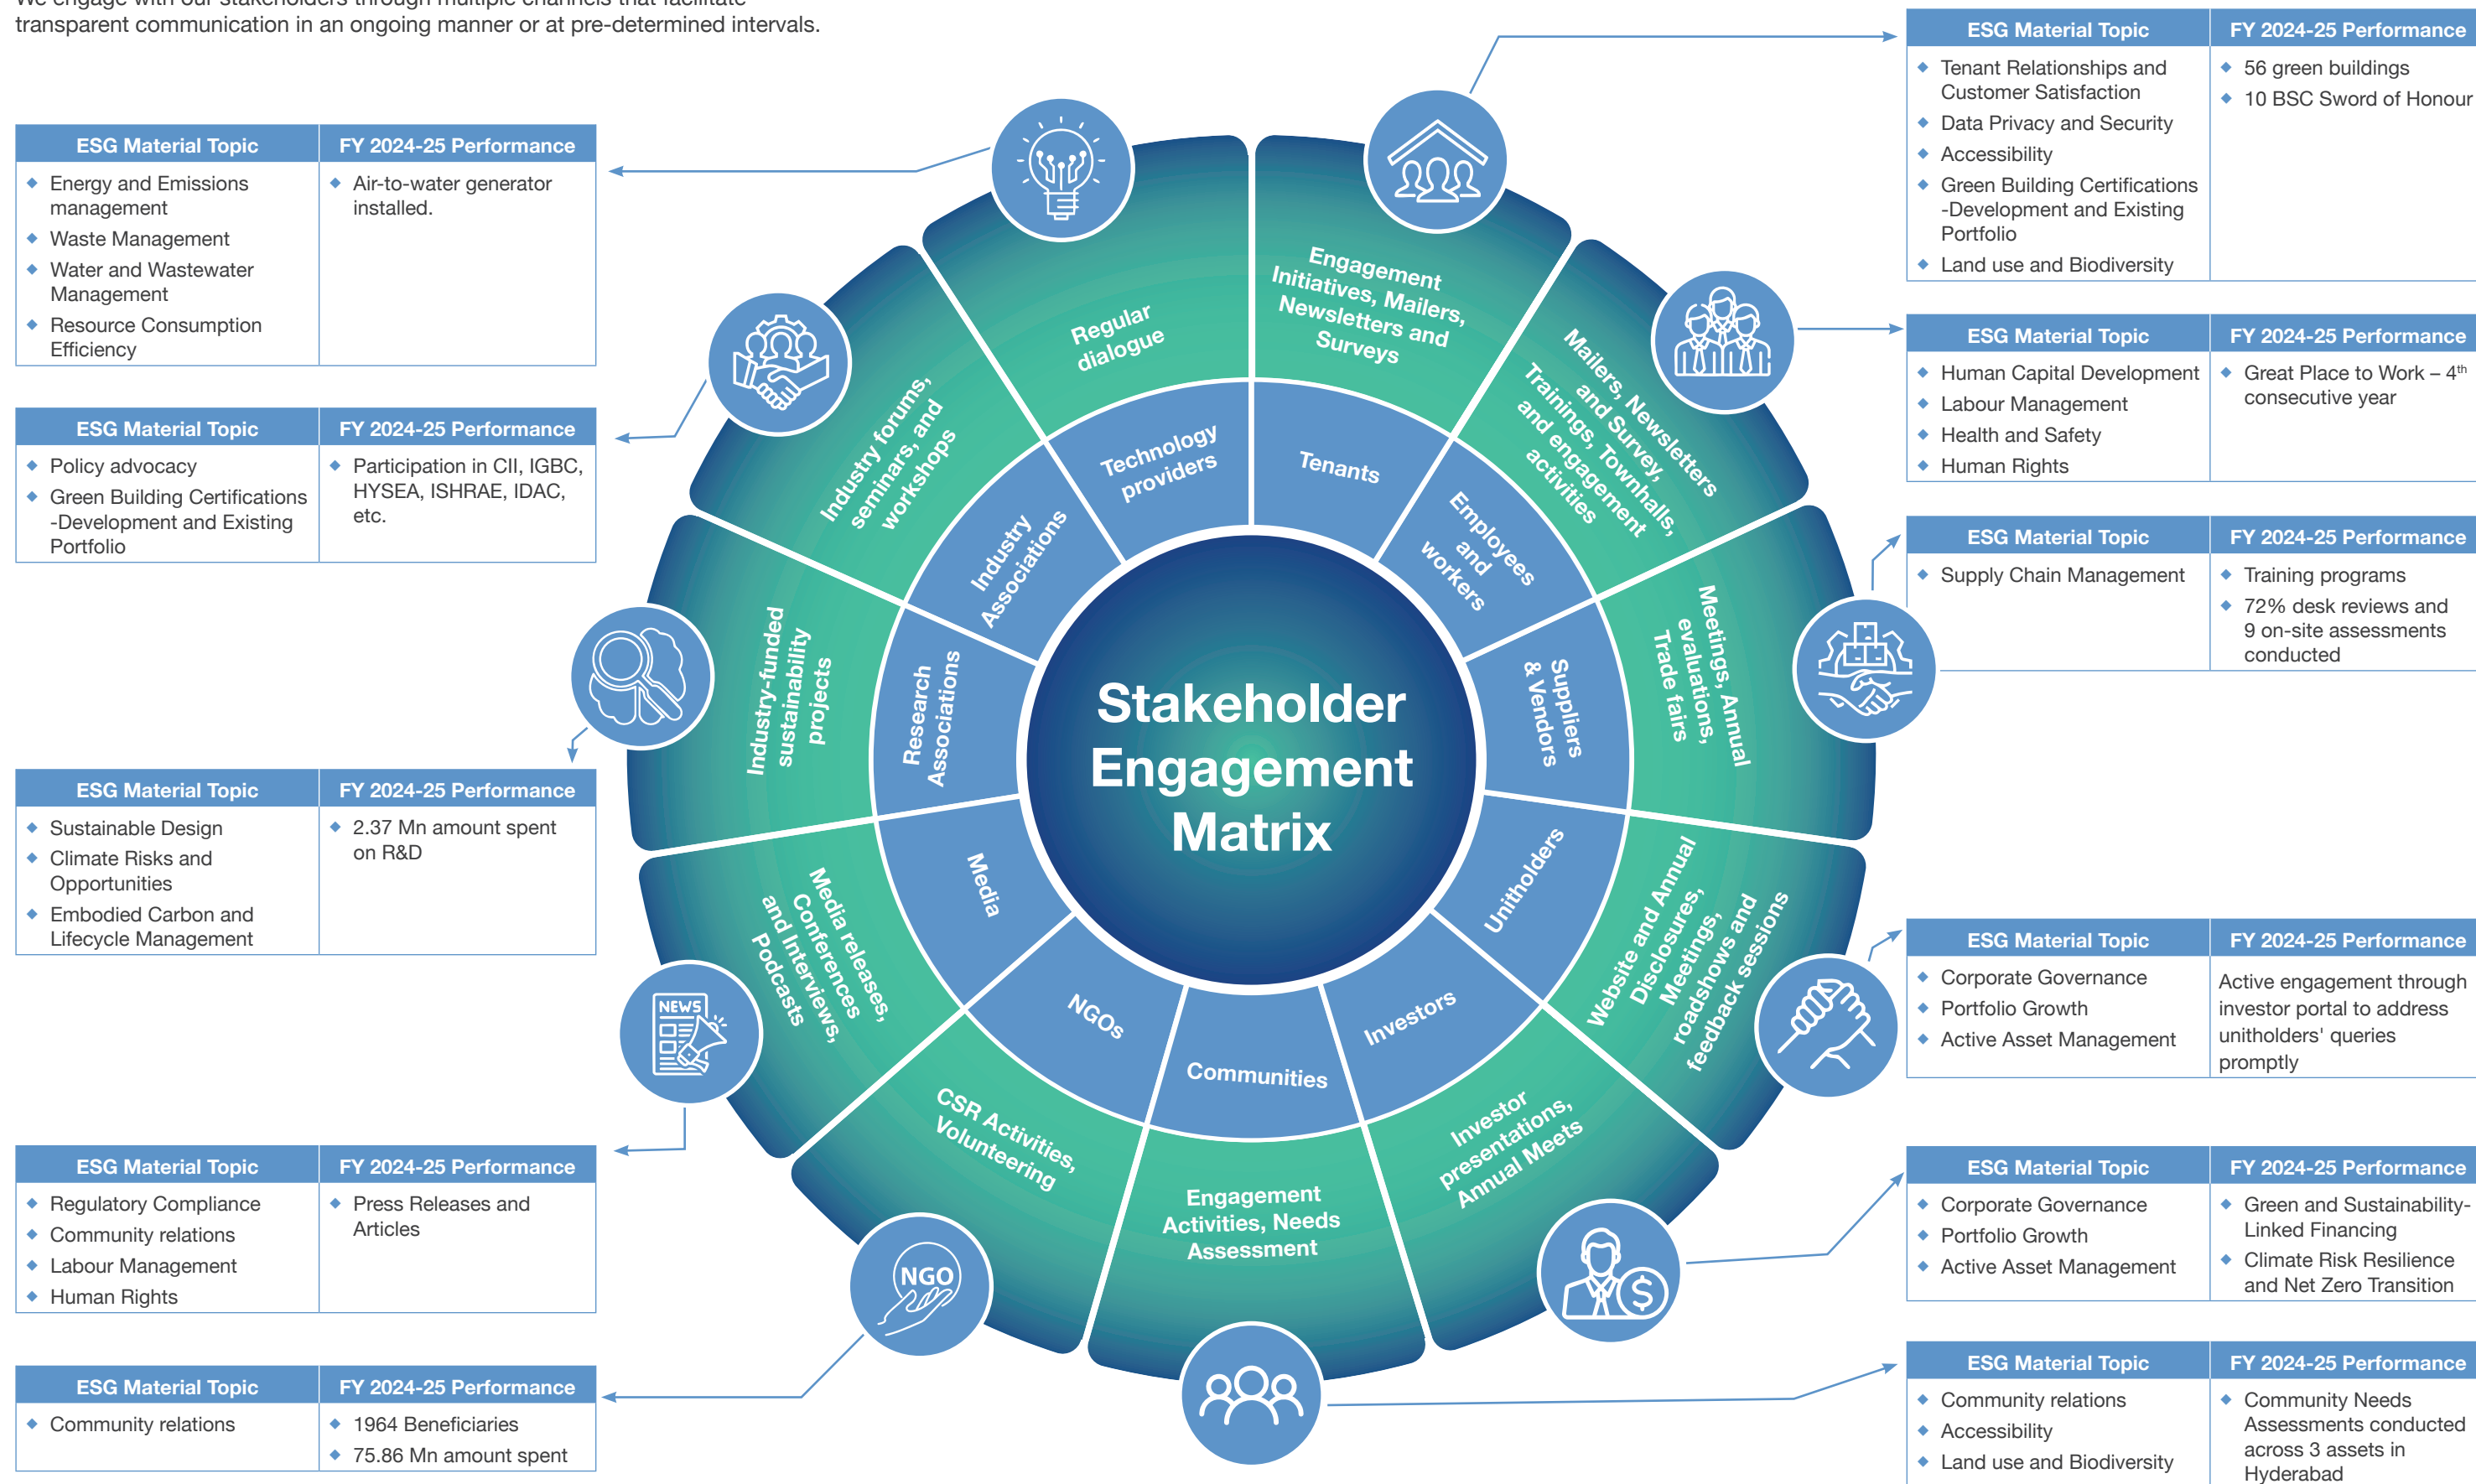 We engage with our stakeholders through multiple channels that facilitate
transparent communication in an ongoing manner or at pre-determined intervals.
ESG Material Topic
FY 2024-25 Performance
Energy and Emissions
management
Waste Management
Water and Wastewater
Management
Resource Consumption
Efficiency
Air-to-water generator
installed.
ESG Material Topic
FY 2024-25 Performance
Policy advocacy
Green Building Certifications
-Development and Existing
Portfolio
Participation in CII, IGBC,
HYSEA, ISHRAE, IDAC,
etc.
ESG Material Topic
FY 2024-25 Performance
Sustainable Design
Climate Risks and
Opportunities
Embodied Carbon and
Lifecycle Management
2.37 Mn amount spent
on R&D
ESG Material Topic
FY 2024-25 Performance
Regulatory Compliance
Community relations
Labour Management
Human Rights
Press Releases and
Articles
ESG Material Topic
FY 2024-25 Performance
Community relations
1964 Beneficiaries
75.86 Mn amount spent
Stakeholder
Engagement
Matrix
Tenants
Engagement
Initiatives, Mailers,
Newsletters and
Surveys
Employees
and
workers
Mailers, Newsletters
and Survey,
Trainings, Townhalls,
and engagement
activities
Suppliers
& Vendors
Meetings, Annual
evaluations,
Trade fairs
Unitholders
Website and Annual
Disclosures,
Meetings,
roadshows and
feedback sessions
Investors
Investor
presentations,
Annual Meets
Communities
Engagement
Activities, Needs
Assessment
NGOs
CSR Activities,
Volunteering
NGO
Media
Media releases,
Conferences
and Interviews,
Podcasts
NEWS
Research
Associations
Industry-funded
sustainability
projects
Industry
Associations
Industry forums,
seminars, and
workshops
Technology
providers
Regular
dialogue
$
ESG Material Topic
FY 2024-25 Performance
Tenant Relationships and
Customer Satisfaction
Data Privacy and Security
Accessibility
Green Building Certifications
-Development and Existing
Portfolio
Land use and Biodiversity
56 green buildings
10 BSC Sword of Honour
ESG Material Topic
FY 2024-25 Performance
Human Capital Development
Labour Management
Health and Safety
Human Rights
Great Place to Work – 4th
consecutive year
ESG Material Topic
FY 2024-25 Performance
Supply Chain Management
Training programs
72% desk reviews and
9 on-site assessments
conducted
ESG Material Topic
FY 2024-25 Performance
Corporate Governance
Portfolio Growth
Active Asset Management
Active engagement through
investor portal to address
unitholders' queries
promptly
ESG Material Topic
FY 2024-25 Performance
Corporate Governance
Portfolio Growth
Active Asset Management
Green and Sustainability-
Linked Financing
Climate Risk Resilience
and Net Zero Transition
ESG Material Topic
FY 2024-25 Performance
Community relations
Accessibility
Land use and Biodiversity
Community Needs
Assessments conducted
across 3 assets in
Hyderabad